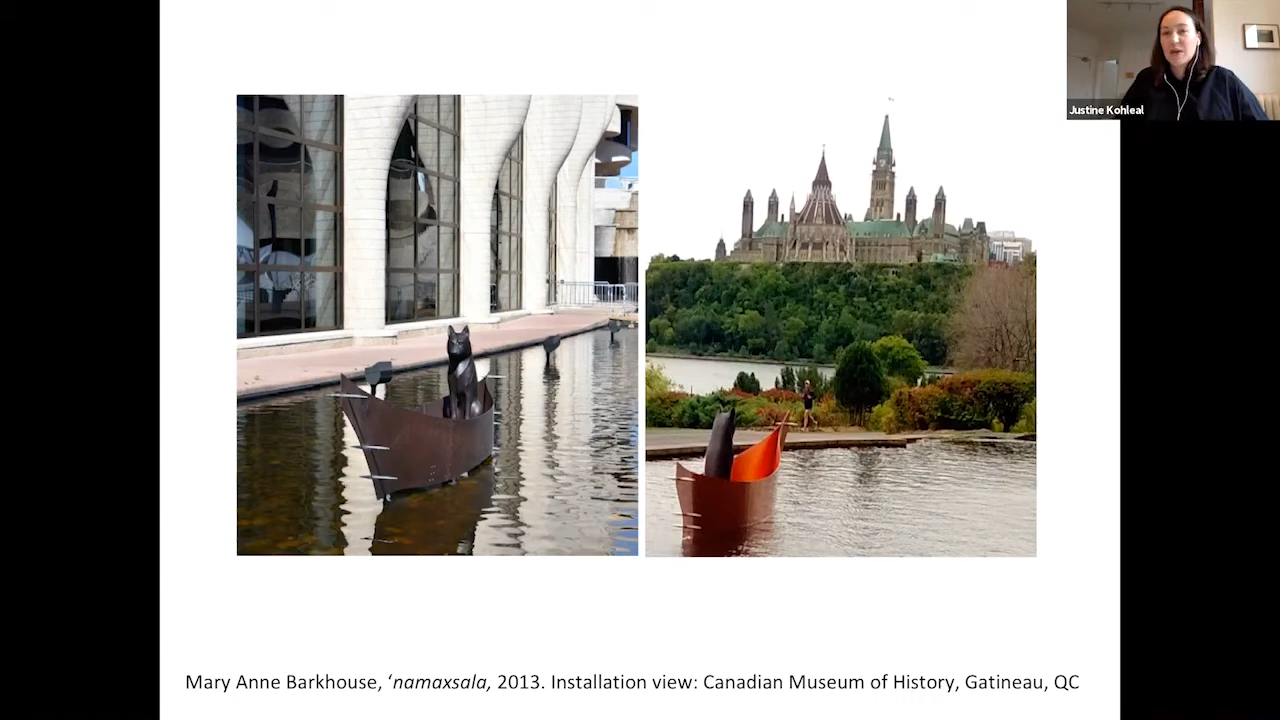 Justine Kohleal
Mary Anne Barkhouse, ‘namaxsala, 2013. Installation view: Canadian Museum of History, Gatineau, QC